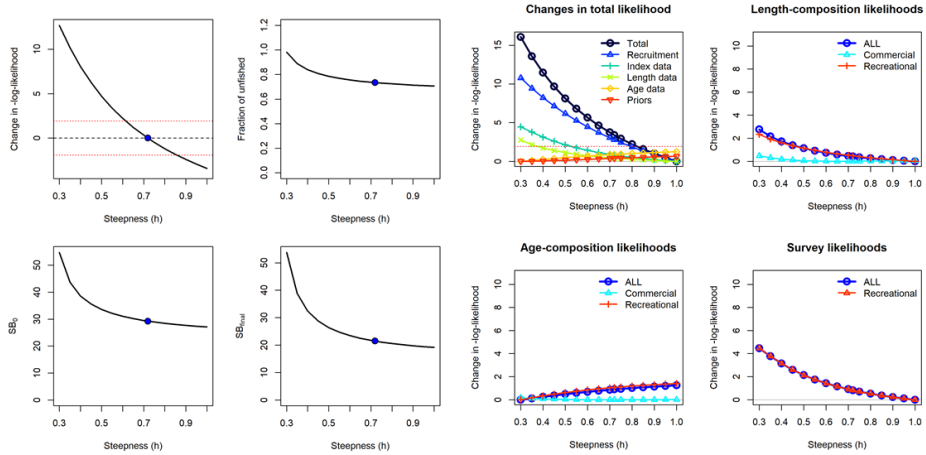 Change in -log-likelihood
10
5
0
0.3
0.5
0.7
0.9
Steepness (h)
Fraction of unfished
1.2
1.0
0.8
0.6
0.4
0.2
0.0
0.3
0.5
0.7
0.9
Steepness (h)
Changes in total likelihood
Change in -log-likelihood
15
10
5
0
Total
Recruitment
Index data
Length data
Age data
Priors
0.3 0.4 0.5 0.6 0.7 0.8 0.9 1.0
Steepness (h)
Length-composition likelihoods
Change in -log-likelihood
10
8
6
4
2
0
ALL
Commercial
Recreational
0.3 0.4 0.5 0.6 0.7 0.8 0.9 1.0
Steepness (h)
SB0
50
40
30
20
10
0
0.3
0.5
0.7
0.9
Steepness (h)
SBfinal
50
40
30
20
10
0
0.3
0.5
0.7
0.9
Steepness (h)
Age-composition likelihoods
Change in -log-likelihood
10
8
6
4
2
0
ALL
Commercial
Recreational
0.3 0.4 0.5 0.6 0.7 0.8 0.9 1.0
Steepness (h)
Survey likelihoods
Change in -log-likelihood
10
8
6
4
2
0
ALL
Recreational
0.3 0.4 0.5 0.6 0.7 0.8 0.9 1.0
Steepness (h)